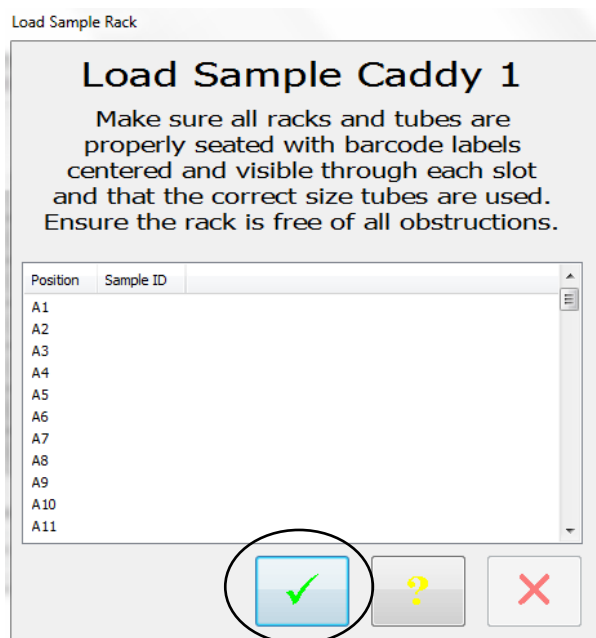 Load Sample Rack
Load Sample Caddy 1
Make sure all racks and tubes are
properly seated with barcode labels
centered and visible through each slot
and that the correct size tubes are used.
Ensure the rack is free of all obstructions.
Position Sample ID
A1
A2
A3
A4
A5
A6
A7
A8
A9
A10
A11
?